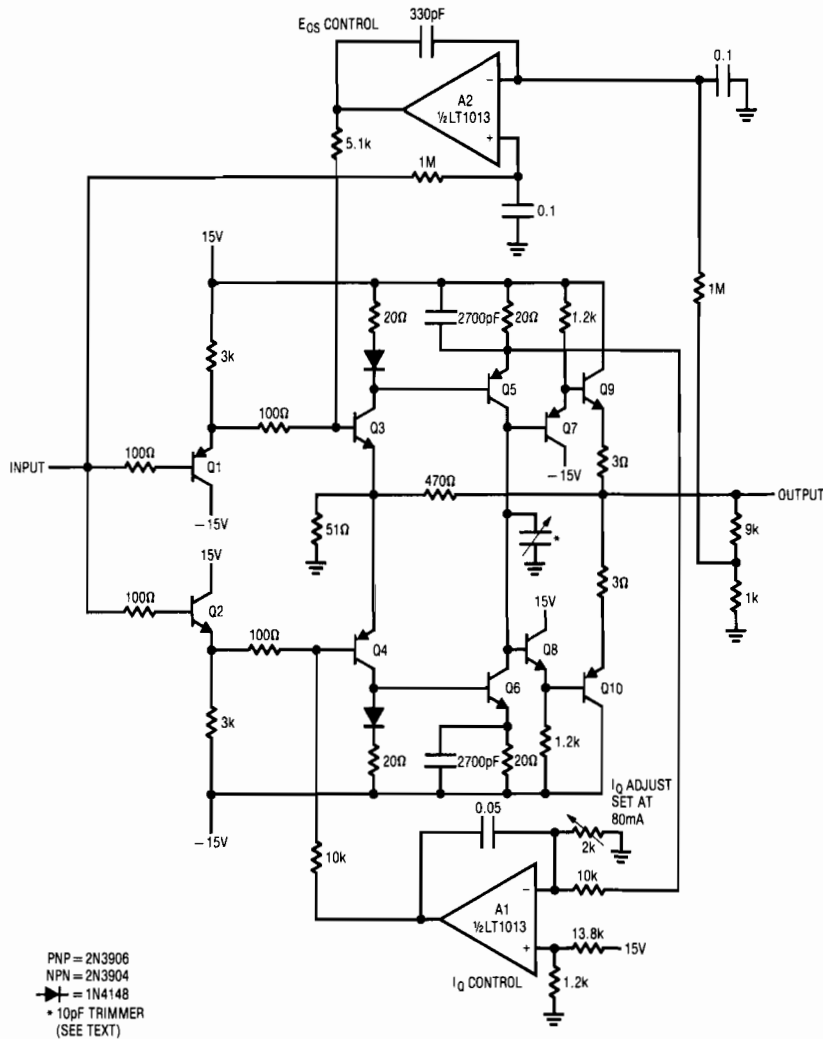 E_OS CONTROL
330pF
0.1
A2
½LT1013
−
+
5.1k
1M
0.1
15V
1M
20Ω
2700pF
20Ω
1.2k
3k
Q5
Q9
100Ω
Q3
Q7
100Ω
INPUT
Q1
−15V
3Ω
470Ω
OUTPUT
−15V
51Ω
*
9k
15V
3Ω
1k
100Ω
Q2
15V
100Ω
Q4
Q8
Q6
Q10
3k
20Ω
2700pF
20Ω
1.2k
I_Q ADJUST
SET AT
80mA
−15V
0.05
2k
10k
−
10k
A1
½LT1013
+
13.8k
15V
1.2k
I_Q CONTROL
PNP = 2N3906
NPN = 2N3904
= 1N4148
* 10pF TRIMMER
(SEE TEXT)